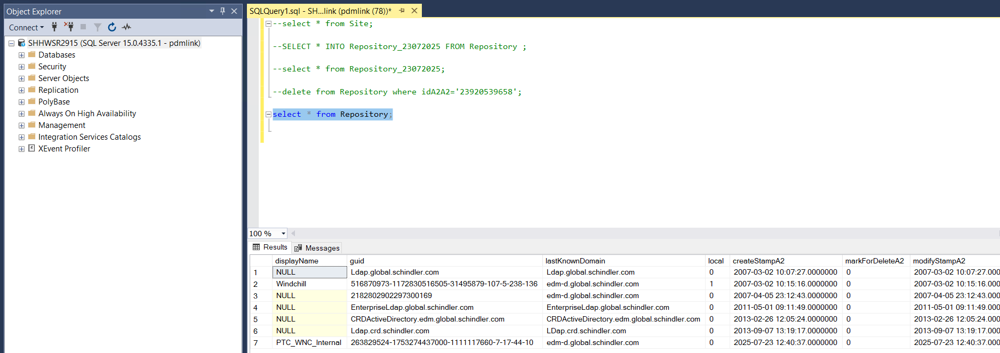 Object Explorer
Connect
SHHWSR2915 (SQL Server 15.0.4335.1 - pdmlink)
Databases
Security
Server Objects
Replication
PolyBase
Always On High Availability
Management
Integration Services Catalogs
XEvent Profiler
SQLQuery1.sql - SH...link (pdmlink (78))*
--select * from Site;
--SELECT * INTO Repository_23072025 FROM Repository ;
--select * from Repository_23072025;
--delete from Repository where idA2A2='23920539658';
select * from Repository;
100 %
Results Messages
displayName guid lastKnownDomain local createStampA2 markForDeleteA2 modifyStampA2
1 NULL Ldap.global.schindler.com Ldap.global.schindler.com 0 2007-03-02 10:07:27.0000000 0 2007-03-02 10:07:27.000
2 Windchill 516870973-1172830516505-31495879-107-5-238-136 edm-d.global.schindler.com 1 2007-03-02 10:15:16.0000000 0 2007-03-02 10:15:16.000
3 NULL 2182802902297300169 edm-d.global.schindler.com 0 2007-04-05 23:12:43.0000000 0 2007-04-05 23:12:43.000
4 NULL EnterpriseLdap.global.schindler.com EnterpriseLdap.global.schindler.com 0 2011-05-01 09:11:49.0000000 0 2011-05-01 09:11:49.000
5 NULL CRDActiveDirectory.edm.global.schindler.com CRDActiveDirectory.edm.global.schindler.com 0 2013-02-26 12:05:24.0000000 0 2013-02-26 12:05:24.000
6 NULL Ldap.crd.schindler.com LDap.crd.schindler.com 0 2013-09-07 13:19:17.0000000 0 2013-09-07 13:19:17.000
7 PTC_WNC_Internal 263829524-1753274437000-1111117660-7-17-44-10 edm-d.global.schindler.com 0 2025-07-23 12:40:37.0000000 0 2025-07-23 12:40:37.000